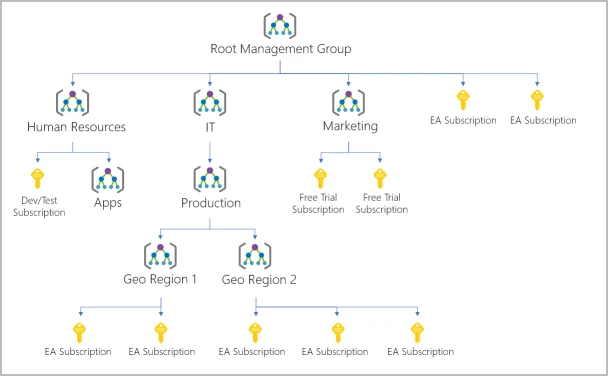 Root Management Group
Human Resources
IT
Marketing
EA Subscription
EA Subscription
Dev/Test
Subscription
Apps
Production
Free Trial
Subscription
Free Trial
Subscription
Geo Region 1
Geo Region 2
EA Subscription
EA Subscription
EA Subscription
EA Subscription
EA Subscription